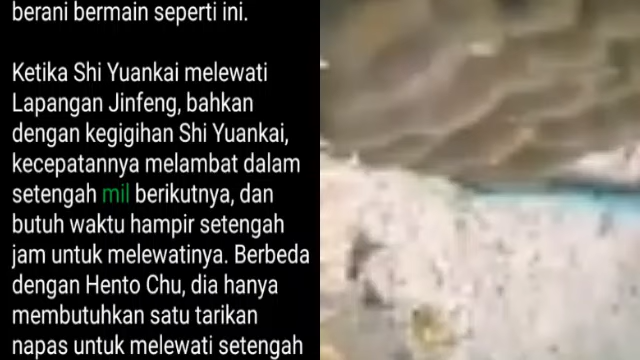 berani bermain seperti ini.
Ketika Shi Yuankai melewati
Lapangan Jinfeng, bahkan
dengan kegigihan Shi Yuankai,
kecepatannya melambat dalam
setengah mil berikutnya, dan
butuh waktu hampir setengah
jam untuk melewatinya. Berbeda
dengan Hento Chu, dia hanya
membutuhkan satu tarikan
napas untuk melewati setengah